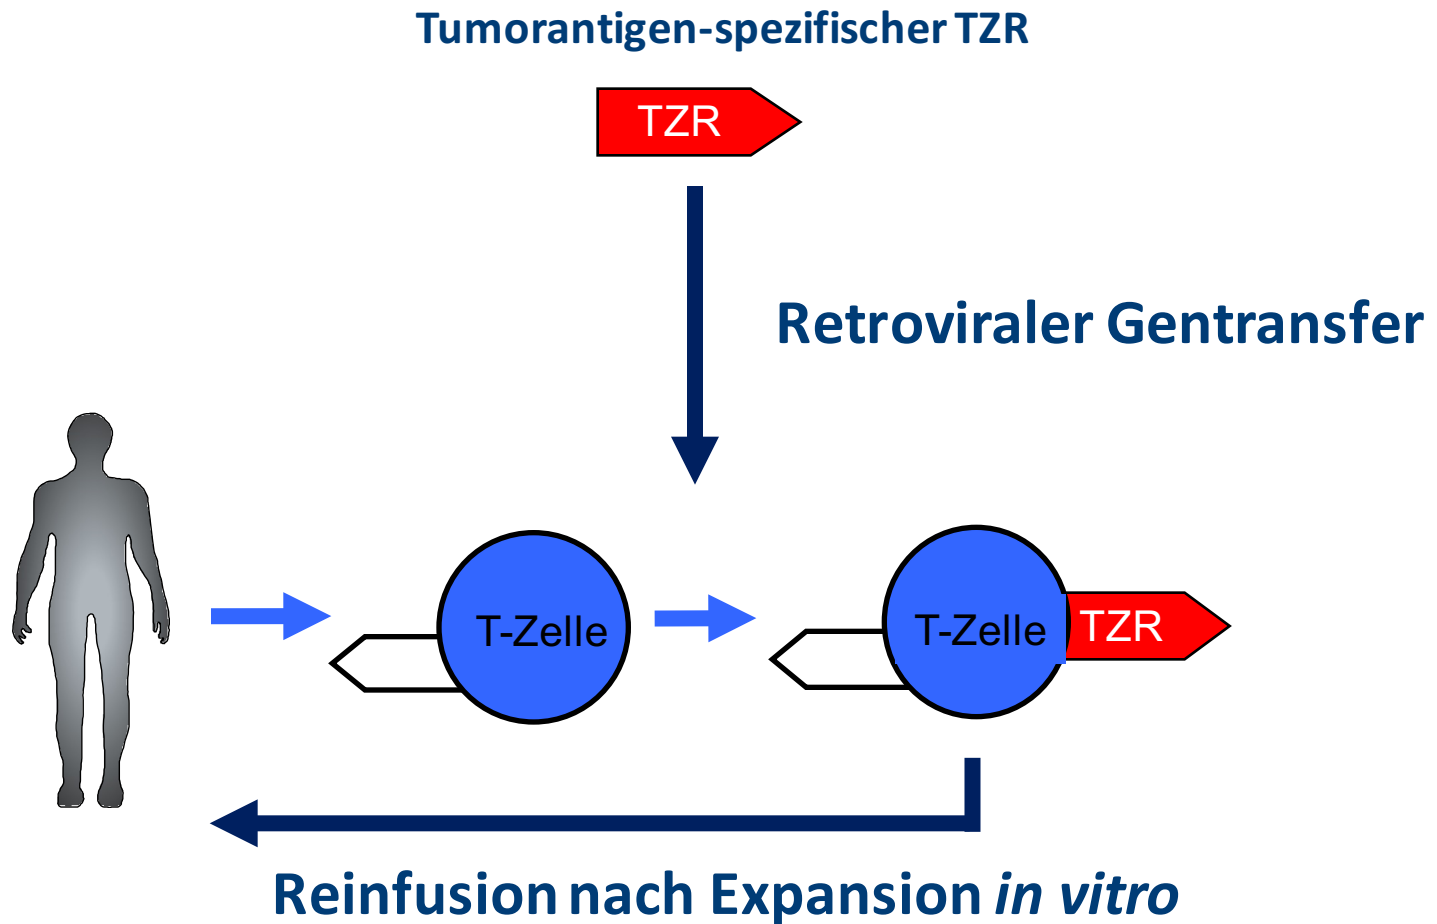 Tumorantigen-spezifischer TZR
TZR
Retroviraler Gentransfer
T-Zelle
T-Zelle
TZR
Reinfusion nach Expansion in vitro